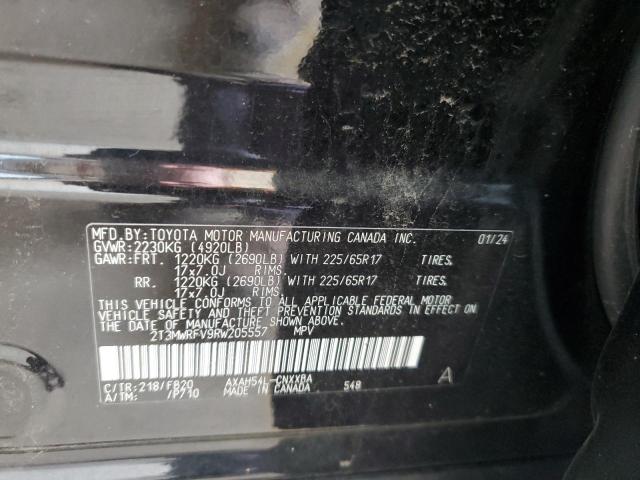 MFD.BY:TOYOTA MOTOR MANUFACTURING CANADA INC. 01/24
GVWR:2230KG (4920LB)
GAWR:FRT. 1220KG (2690LB) WITH 225/65R17 TIRES.
17x7.0J RIMS.
RR. 1220KG (2690LB) WITH 225/65R17 TIRES.
17x7.0J RIMS.
THIS VEHICLE CONFORMS TO ALL APPLICABLE FEDERAL MOTOR
VEHICLE SAFETY AND THEFT PREVENTION STANDARDS IN EFFECT ON
THE DATE OF MANUFACTURE SHOWN ABOVE.
2T3MWRFV9RW205557 MPV
C/TR:218/FB20 AXAH54L-CNXXBA 548 A
A/TM: /P710 MADE IN CANADA